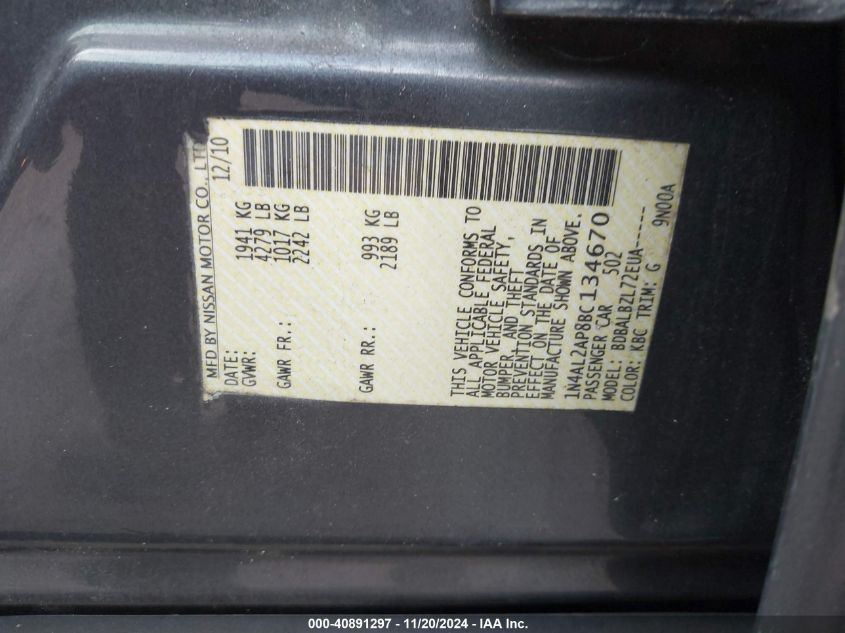 MFD BY NISSAN MOTOR CO., LT
DATE: 12/10
GVWR: 1941 KG
4279 LB
GAWR FR.: 1017 KG
2242 LB
GAWR RR.: 993 KG
2189 LB
THIS VEHICLE CONFORMS TO
ALL APPLICABLE FEDERAL
MOTOR VEHICLE SAFETY,
BUMPER, AND THEFT
PREVENTION STANDARDS IN
EFFECT ON THE DATE OF
MANUFACTURE SHOWN ABOVE.
1N4AL2AP8BC134670
PASSENGER CAR 502
MODEL: BDBALBZL72EUA-----
COLOR: KBC TRIM: G 9N00A
000-40891297 - 11/20/2024 - IAA Inc.